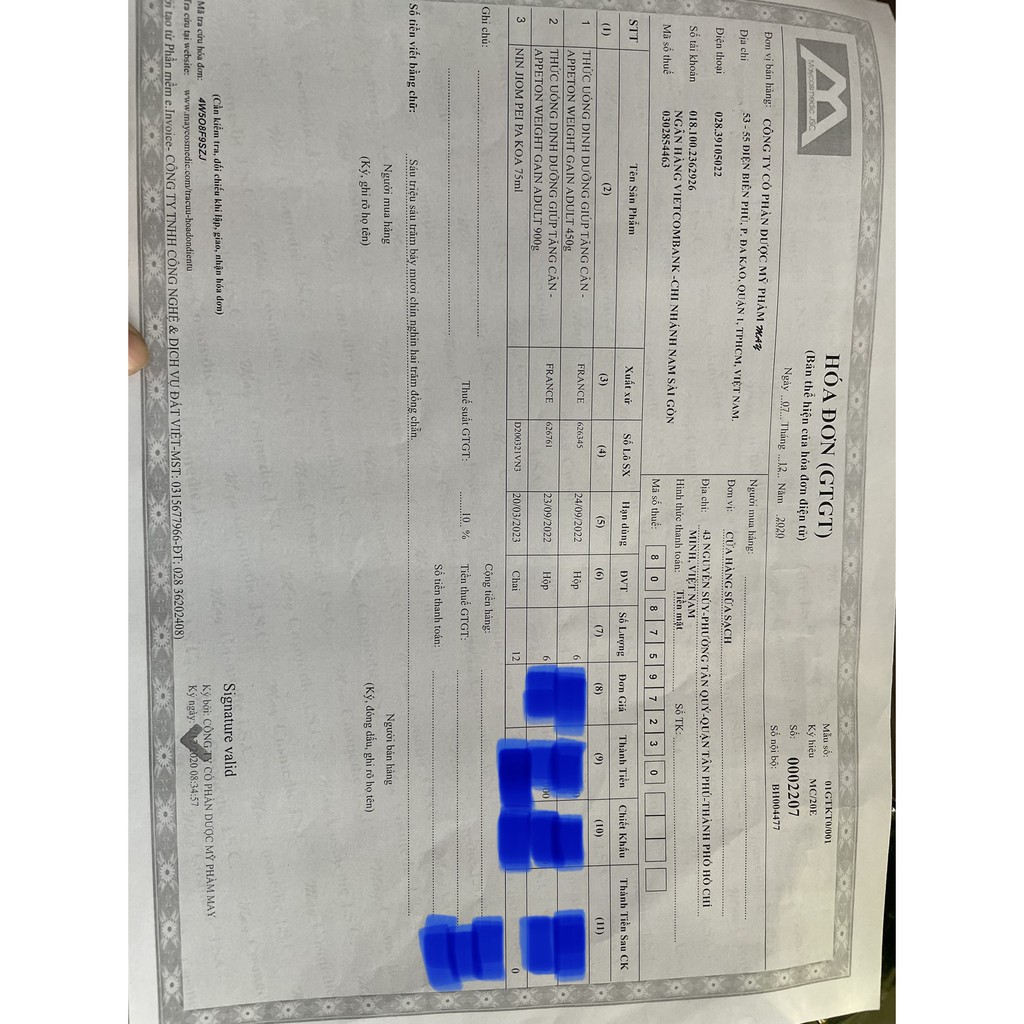 Maycosmedic JSC
HÓA ĐƠN (GTGT)
(Bản thể hiện của hóa đơn điện tử)
Ngày ...07... Tháng ...12... Năm ..2020
Mẫu số: 01GTKT0/001
Ký hiệu MC/20E
Số: 0002207
Số nội bộ: BH004477
Đơn vị bán hàng: CÔNG TY CỔ PHẦN DƯỢC MỸ PHẨM MAY
Địa chỉ 53 - 55 ĐIỆN BIÊN PHỦ, P. ĐA KAO, QUẬN 1, TPHCM, VIỆT NAM.
Điện thoại 028.39105022
Số tài khoản 018.100.2362926
NGÂN HÀNG VIETCOMBANK -CHI NHÁNH NAM SÀI GÒN
Mã số thuế 0302854463
Người mua hàng:
Đơn vị: CỬA HÀNG SỮA SẠCH
Địa chỉ: 43 NGUYỄN SÚY-PHƯỜNG TÂN QUÝ-QUẬN TÂN PHÚ-THÀNH PHỐ HỒ CHÍ
MINH, VIỆT NAM
Hình thức thanh toán: Tiền mặt Số TK:
Mã số thuế: 8 0 8 7 5 9 7 2 3 0
STT Tên Sản Phẩm Xuất xứ Số Lô SX Hạn dùng ĐVT Số Lượng Đơn Giá Thành Tiền Chiết Khấu Thành Tiền Sau CK
(1) (2) (3) (4) (5) (6) (7) (8) (9) (10) (11)
1 THỨC UỐNG DINH DƯỠNG GIÚP TĂNG CÂN - FRANCE 626345 24/09/2022 Hộp 6
APPETON WEIGHT GAIN ADULT 450g
2 THỨC UỐNG DINH DƯỠNG GIÚP TĂNG CÂN - FRANCE 626761 23/09/2022 Hộp 6
APPETON WEIGHT GAIN ADULT 900g
3 NIN JIOM PEI PA KOA 75ml D200321VN3 20/03/2023 Chai 12 0
Ghi chú: Cộng tiền hàng:
Thuế suất GTGT: 10 % Tiền thuế GTGT:
Số tiền thanh toán:
Số tiền viết bằng chữ: Sáu triệu sáu trăm bảy mươi chín nghìn hai trăm đồng chẵn.
Người mua hàng Người bán hàng
(Ký, ghi rõ họ tên) (Ký, đóng dấu, ghi rõ họ tên)
Signature valid
Ký bởi: CÔNG TY CỔ PHẦN DƯỢC MỸ PHẨM MAY
Ký ngày: 2020 08:34:57
(Cần kiểm tra, đối chiếu khi lập, giao, nhận hóa đơn)
Mã tra cứu hóa đơn: 4W5O8F9SZJ
Tra cứu tại website: www.maycosmedic.com/tracuu-hoadondientu
tạo từ Phần mềm e.Invoice- CÔNG TY TNHH CÔNG NGHỆ & DỊCH VỤ ĐẤT VIỆT-MST: 0315677966-ĐT: 028 36202408)